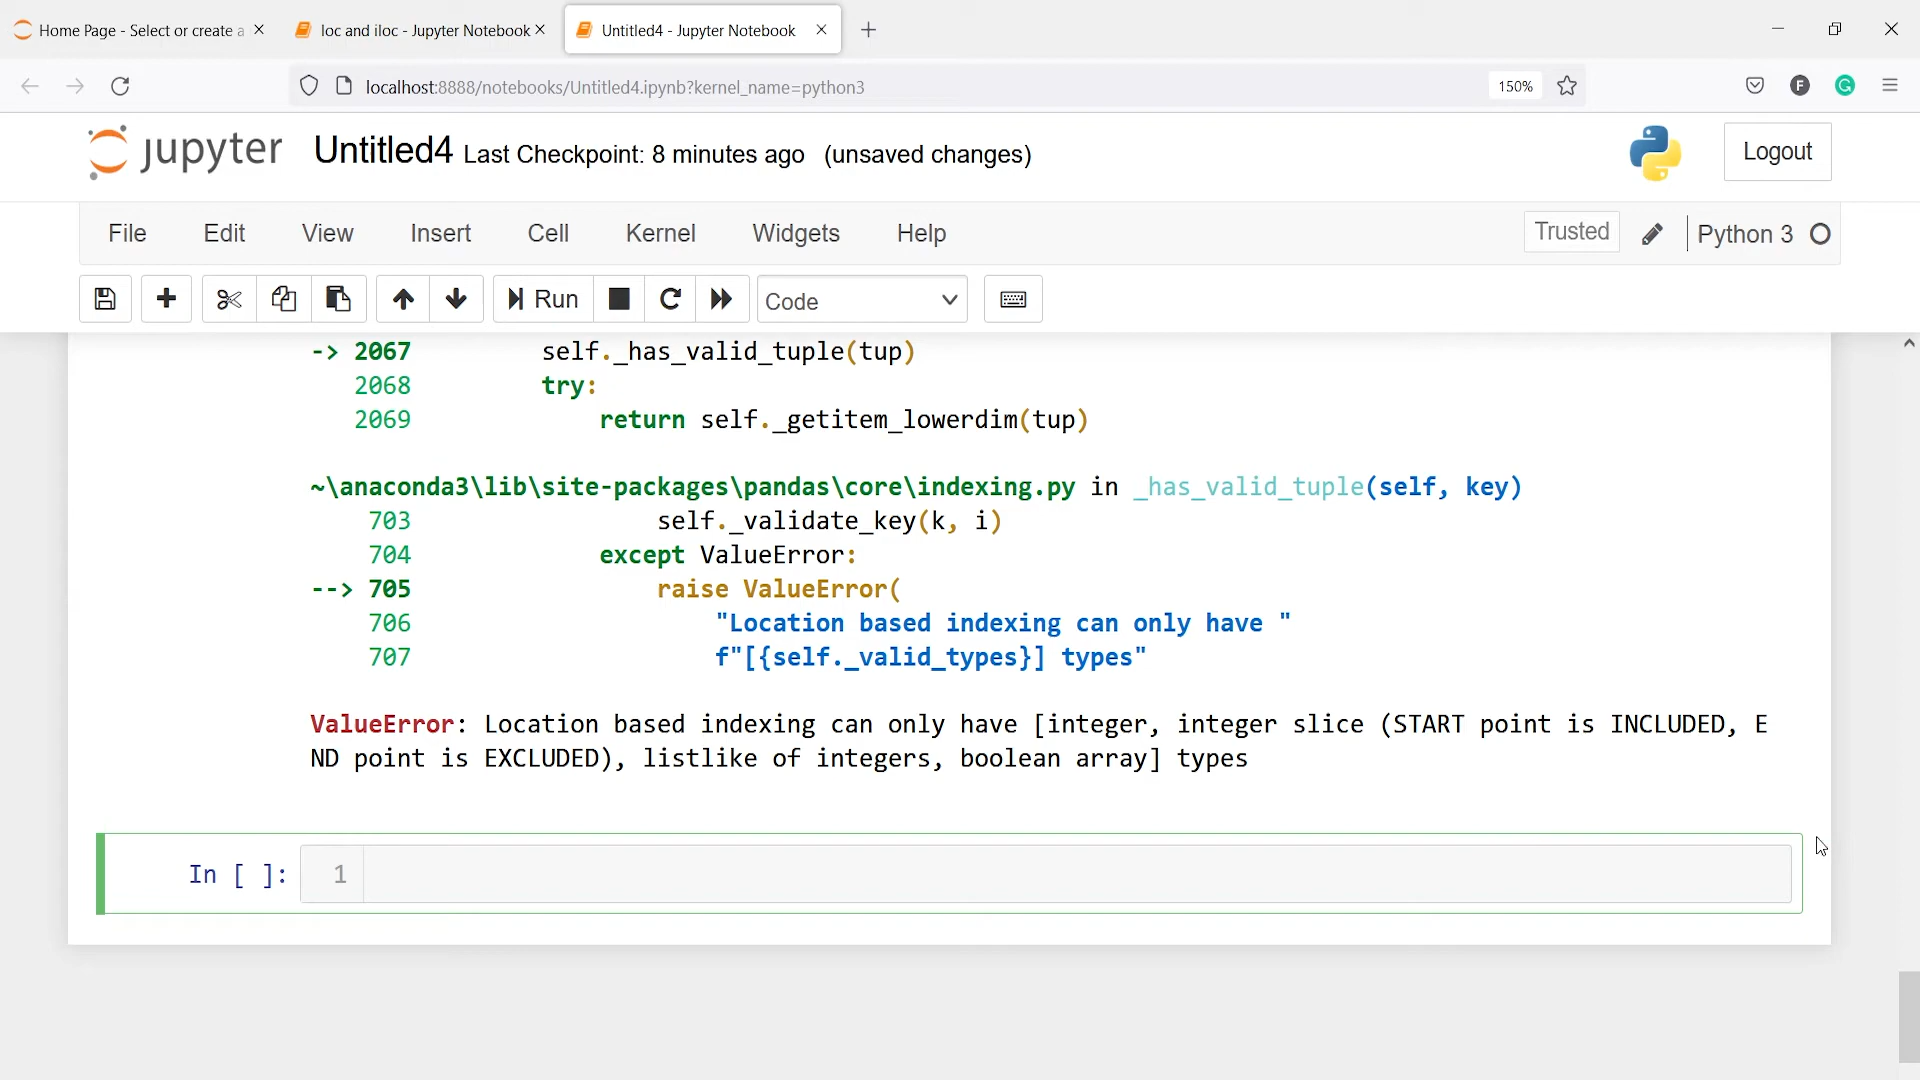 Home Page - Select or create a
loc and iloc - Jupyter Notebook
Untitled4 - Jupyter Notebook
localhost:8888/notebooks/Untitled4.ipynb?kernel_name=python3
150%
F
G
jupyter
Untitled4 Last Checkpoint: 8 minutes ago (unsaved changes)
Logout
File Edit View Insert Cell Kernel Widgets Help
Trusted
Python 3
Run
Code
-> 2067 self._has_valid_tuple(tup)
2068 try:
2069 return self._getitem_lowerdim(tup)
~\anaconda3\lib\site-packages\pandas\core\indexing.py in _has_valid_tuple(self, key)
703 self._validate_key(k, i)
704 except ValueError:
--> 705 raise ValueError(
706 "Location based indexing can only have "
707 f"[{self._valid_types}] types"
ValueError: Location based indexing can only have [integer, integer slice (START point is INCLUDED, E
ND point is EXCLUDED), listlike of integers, boolean array] types
In [ ]: 1